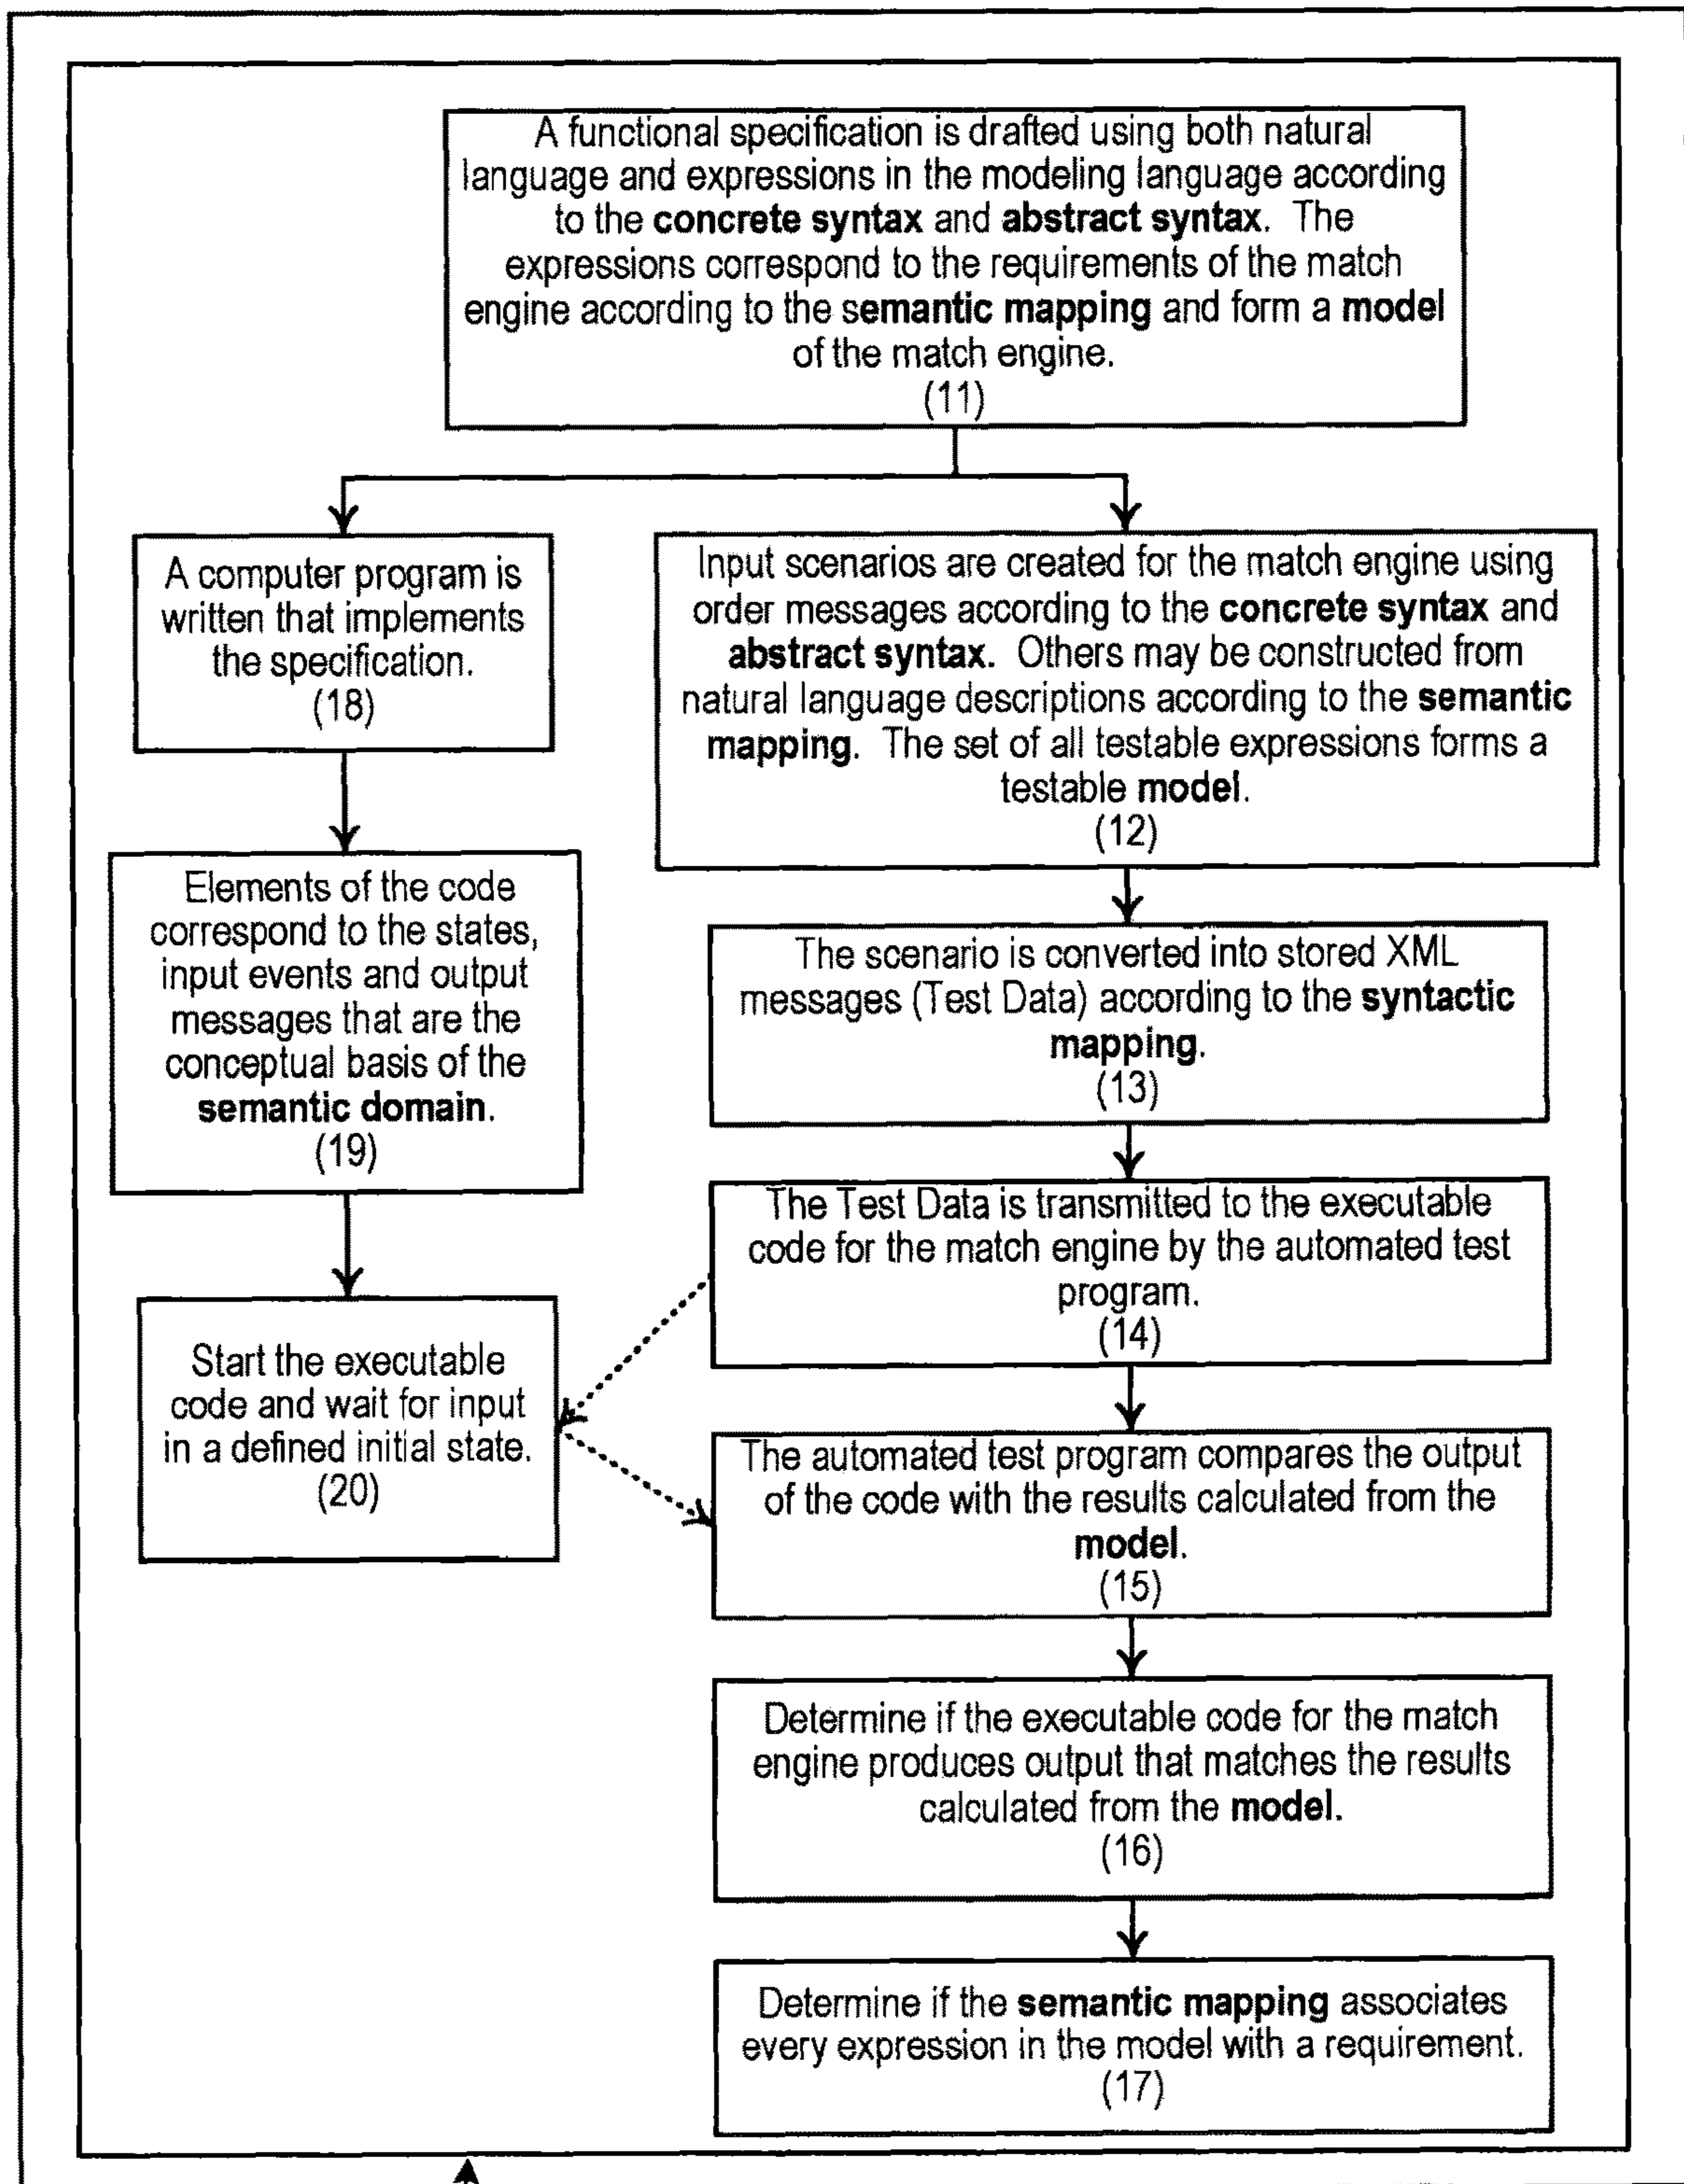 A functional specification is drafted using both natural
language and expressions in the modeling language according
to the concrete syntax and abstract syntax. The
expressions correspond to the requirements of the match
engine according to the semantic mapping and form a model
of the match engine.
(11)
A computer program is
written that implements
the specification.
(18)
Elements of the code
correspond to the states,
input events and output
messages that are the
conceptual basis of the
semantic domain.
(19)
Start the executable
code and wait for input
in a defined initial state.
(20)
Input scenarios are created for the match engine using
order messages according to the concrete syntax and
abstract syntax. Others may be constructed from
natural language descriptions according to the semantic
mapping. The set of all testable expressions forms a
testable model.
(12)
The scenario is converted into stored XML
messages (Test Data) according to the syntactic
mapping.
(13)
The Test Data is transmitted to the executable
code for the match engine by the automated test
program.
(14)
The automated test program compares the output
of the code with the results calculated from the
model.
(15)
Determine if the executable code for the match
engine produces output that matches the results
calculated from the model.
(16)
Determine if the semantic mapping associates
every expression in the model with a requirement.
(17)